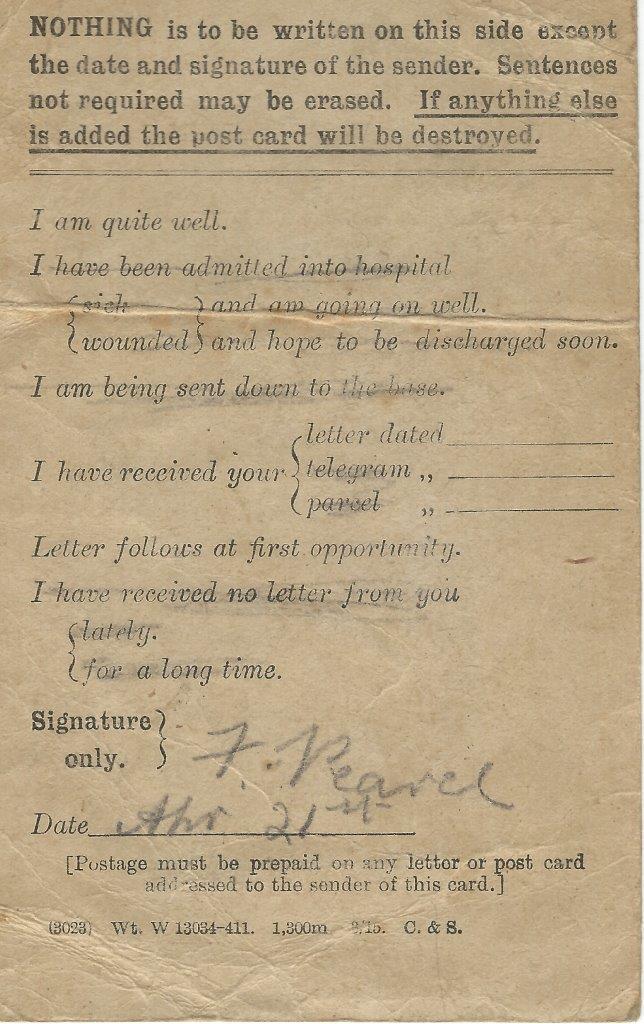 NOTHING is to be written on this side except
the date and signature of the sender. Sentences
not required may be erased. If anything else
is added the post card will be destroyed.
I am quite well.
I have been admitted into hospital
{sick } and am going on well.
{wounded} and hope to be discharged soon.
I am being sent down to the base.
{letter dated
I have received your {telegram ,,
{parcel ,,
Letter follows at first opportunity.
I have received no letter from you
{lately.
{for a long time.
Signature}
only. }
F.
Date Apr 21st
[Postage must be prepaid on any letter or post card
addressed to the sender of this card.]
(3023) Wt. W 13034-411. 1,300m 3/15. C. & S.